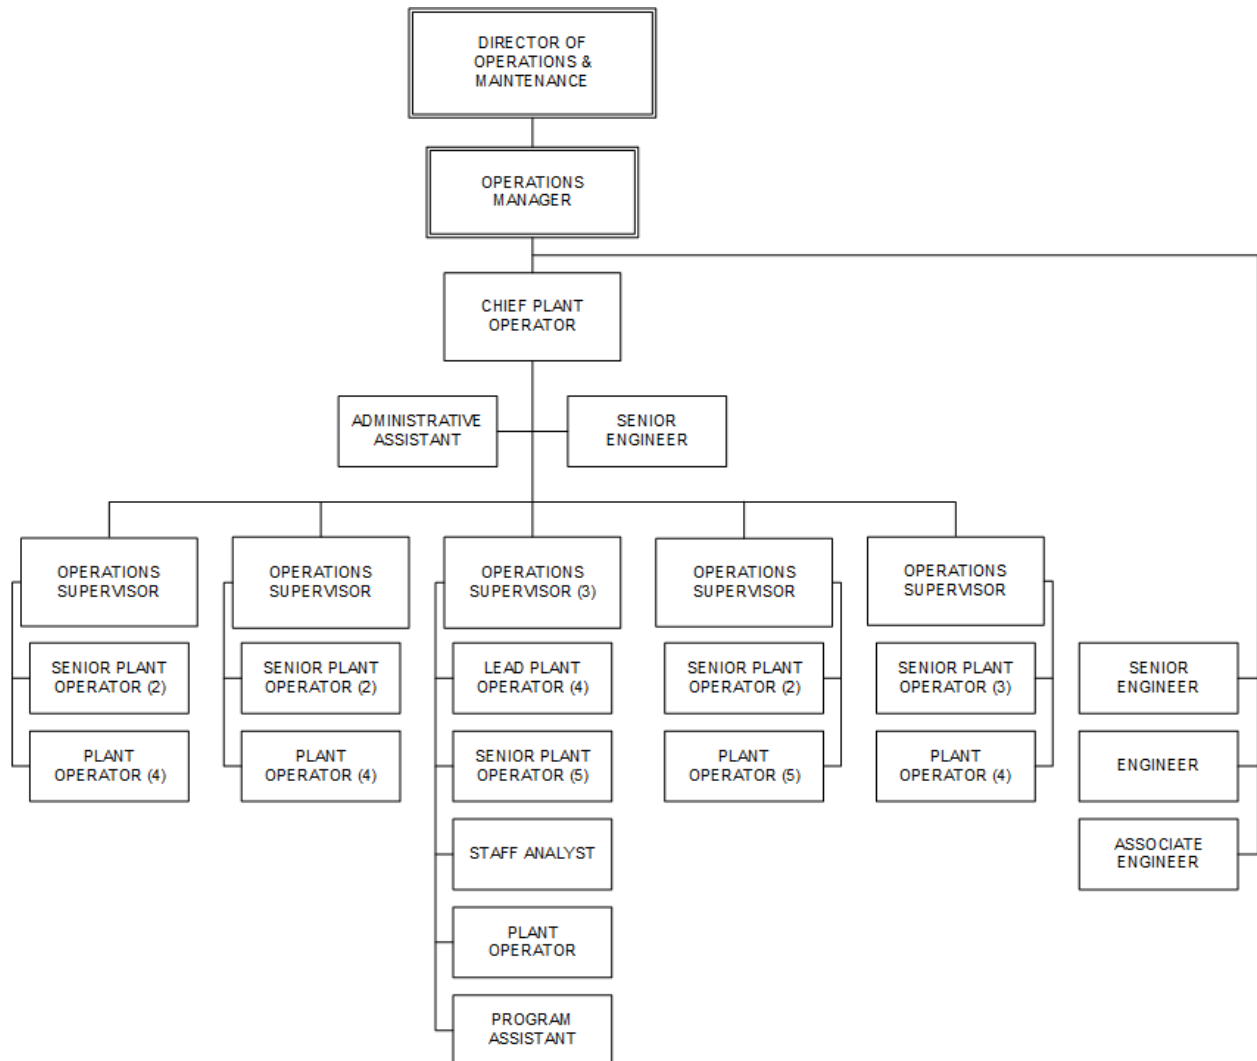 DIRECTOR OF
OPERATIONS &
MAINTENANCE
OPERATIONS
MANAGER
CHIEF PLANT
OPERATOR
ADMINISTRATIVE
ASSISTANT
SENIOR
ENGINEER
OPERATIONS
SUPERVISOR
SENIOR PLANT
OPERATOR (2)
PLANT
OPERATOR (4)
OPERATIONS
SUPERVISOR
SENIOR PLANT
OPERATOR (2)
PLANT
OPERATOR (4)
OPERATIONS
SUPERVISOR (3)
LEAD PLANT
OPERATOR (4)
SENIOR PLANT
OPERATOR (5)
STAFF ANALYST
PLANT
OPERATOR
PROGRAM
ASSISTANT
OPERATIONS
SUPERVISOR
SENIOR PLANT
OPERATOR (2)
PLANT
OPERATOR (5)
OPERATIONS
SUPERVISOR
SENIOR PLANT
OPERATOR (3)
PLANT
OPERATOR (4)
SENIOR
ENGINEER
ENGINEER
ASSOCIATE
ENGINEER